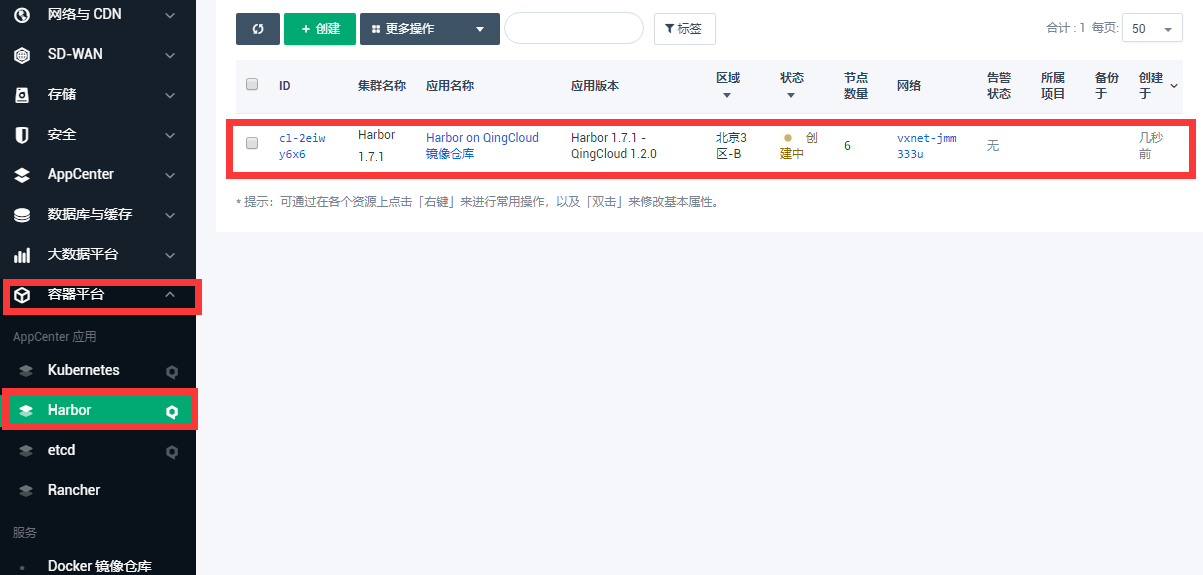 网络与 CDN
SD-WAN
存储
安全
AppCenter
数据库与缓存
大数据平台
容器平台
AppCenter 应用
Kubernetes
Harbor
etcd
Rancher
服务
Docker 镜像仓库
+ 创建
更多操作
标签
合计 : 1 每页: 50
ID
集群名称
应用名称
应用版本
区域
状态
节点
数量
网络
告警
状态
所属
项目
备份
于
创建
于
cl-2eiw
y6x6
Harbor
1.7.1
Harbor on QingCloud
镜像仓库
Harbor 1.7.1 -
QingCloud 1.2.0
北京3
区-B
创
建中
6
vxnet-jmm
333u
无
几秒
前
* 提示：可通过在各个资源上点击「右键」来进行常用操作，以及「双击」来修改基本属性。